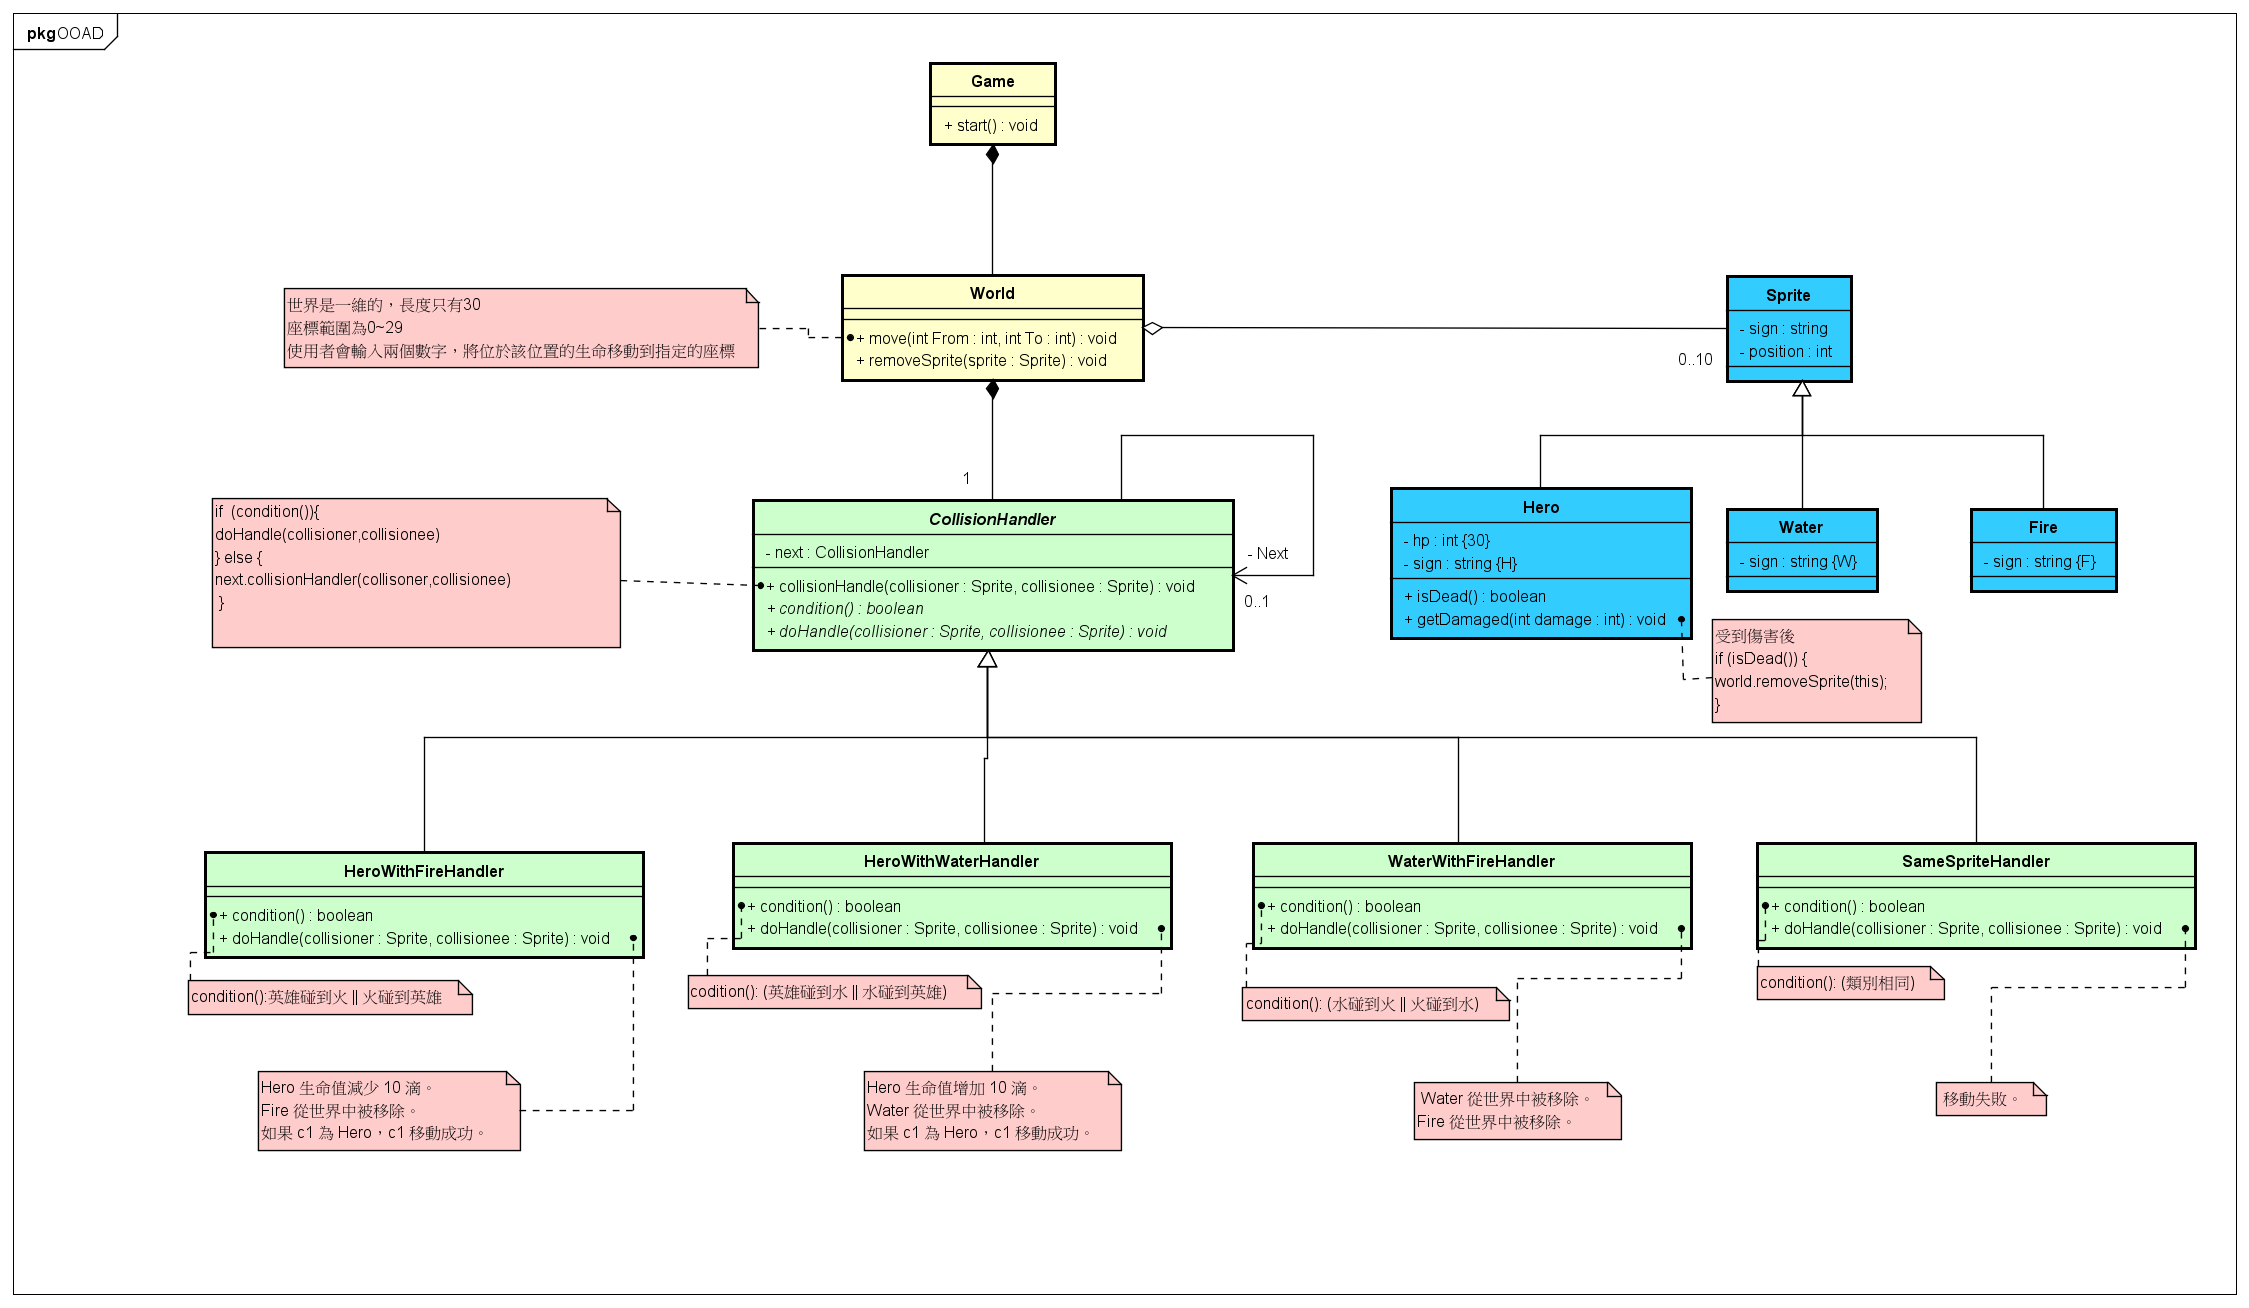 pkg OOAD
Game
+ start() : void
世界是一維的，長度只有30
座標範圍為0~29
使用者會輸入兩個數字，將位於該位置的生命移動到指定的座標
World
+ move(int From : int, int To : int) : void
+ removeSprite(sprite : Sprite) : void
Sprite
- sign : string
- position : int
0..10
1
if  (condition()){
doHandle(collisioner,collisionee)
} else {
next.collisionHandler(collisoner,collisionee)
}
CollisionHandler
- next : CollisionHandler
+ collisionHandle(collisioner : Sprite, collisionee : Sprite) : void
+ condition() : boolean
+ doHandle(collisioner : Sprite, collisionee : Sprite) : void
- Next
0..1
Hero
- hp : int {30}
- sign : string {H}
+ isDead() : boolean
+ getDamaged(int damage : int) : void
Water
- sign : string {W}
Fire
- sign : string {F}
受到傷害後
if (isDead()) {
world.removeSprite(this);
}
HeroWithFireHandler
+ condition() : boolean
+ doHandle(collisioner : Sprite, collisionee : Sprite) : void
HeroWithWaterHandler
+ condition() : boolean
+ doHandle(collisioner : Sprite, collisionee : Sprite) : void
WaterWithFireHandler
+ condition() : boolean
+ doHandle(collisioner : Sprite, collisionee : Sprite) : void
SameSpriteHandler
+ condition() : boolean
+ doHandle(collisioner : Sprite, collisionee : Sprite) : void
condition():英雄碰到火 || 火碰到英雄
codition(): (英雄碰到水 || 水碰到英雄)
condition(): (水碰到火 || 火碰到水)
condition(): (類別相同)
Hero 生命值減少 10 滴。
Fire 從世界中被移除。
如果 c1 為 Hero，c1 移動成功。
Hero 生命值增加 10 滴。
Water 從世界中被移除。
如果 c1 為 Hero，c1 移動成功。
Water 從世界中被移除。
Fire 從世界中被移除。
移動失敗。